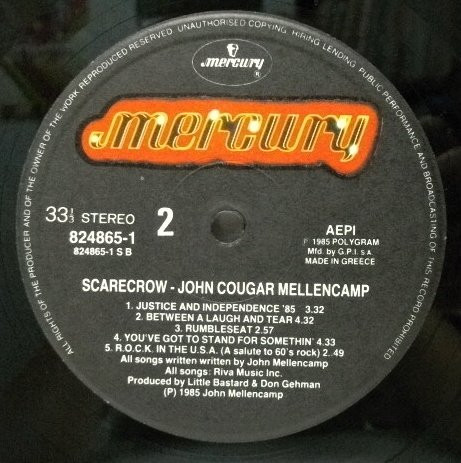 ALL RIGHTS OF THE PRODUCER AND OF THE OWNER OF THE WORK REPRODUCED RESERVED. UNAUTHORISED COPYING, HIRING LENDING, PUBLIC PERFORMANCE AND BROADCASTING OF THIS RECORD PROHIBITED
mercury
mercury
33 1/3 STEREO
2
824865-1
824865-1 S B
AEPI
P 1985 POLYGRAM
Mfd. by G.P.I. s A
MADE IN GREECE
SCARECROW - JOHN COUGAR MELLENCAMP
1. JUSTICE AND INDEPENDENCE '85 3.32
2. BETWEEN A LAUGH AND TEAR 4.32
3. RUMBLESEAT 2.57
4. YOU'VE GOT TO STAND FOR SOMETHIN' 4.33
5. R.O.C.K. IN THE U.S.A. (A salute to 60's rock) 2..49
All songs written written by John Mellencamp
All songs: Riva Music Inc.
Produced by Little Bastard & Don Gehman
(P) 1985 John Mellencamp